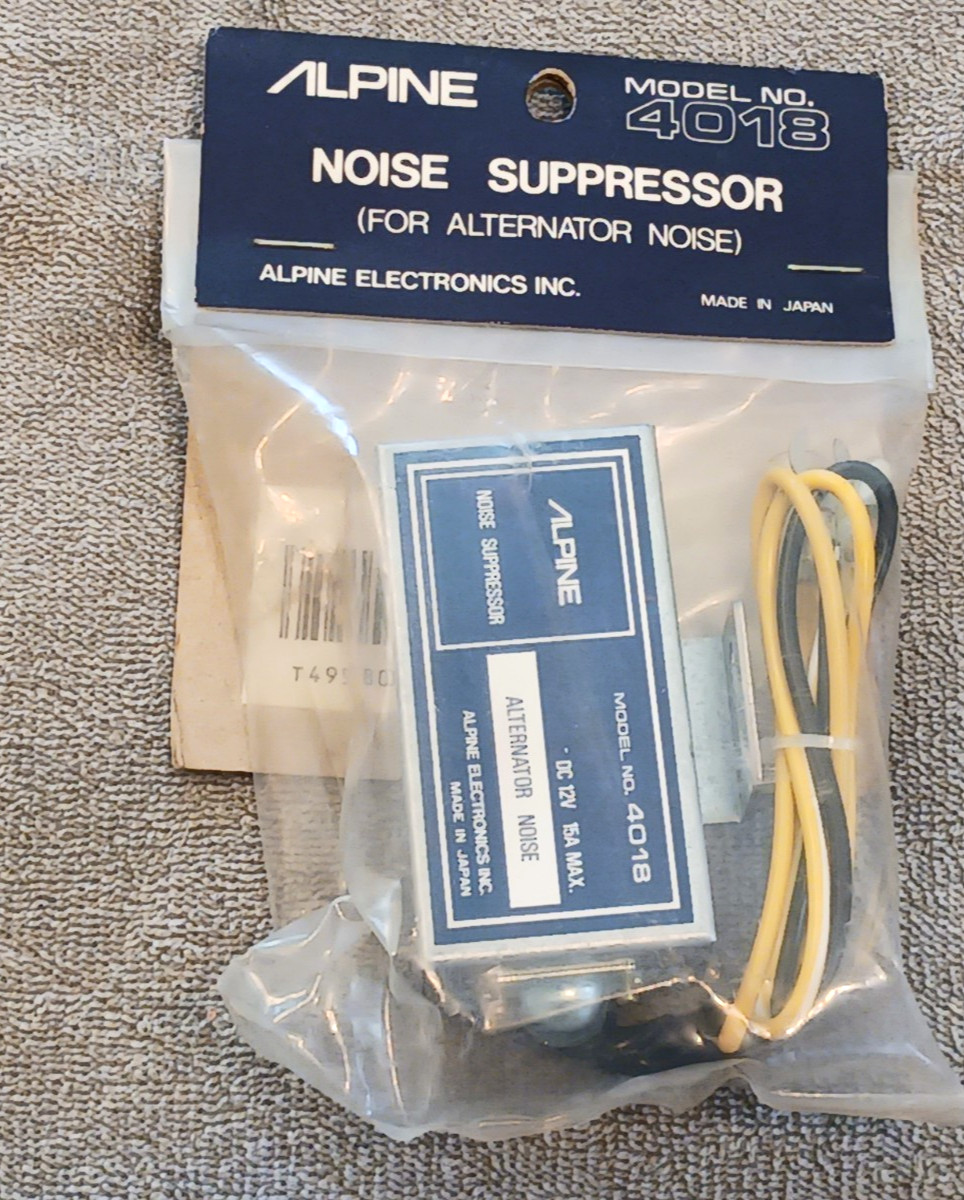 ALPINE
MODEL NO.
4018
NOISE SUPPRESSOR
(FOR ALTERNATOR NOISE)
ALPINE ELECTRONICS INC.
MADE IN JAPAN
ALPINE
NOISE SUPPRESSOR
MODEL NO. 4018
- DC 12V 15A MAX.
ALTERNATOR NOISE
ALPINE ELECTRONICS INC.
MADE IN JAPAN